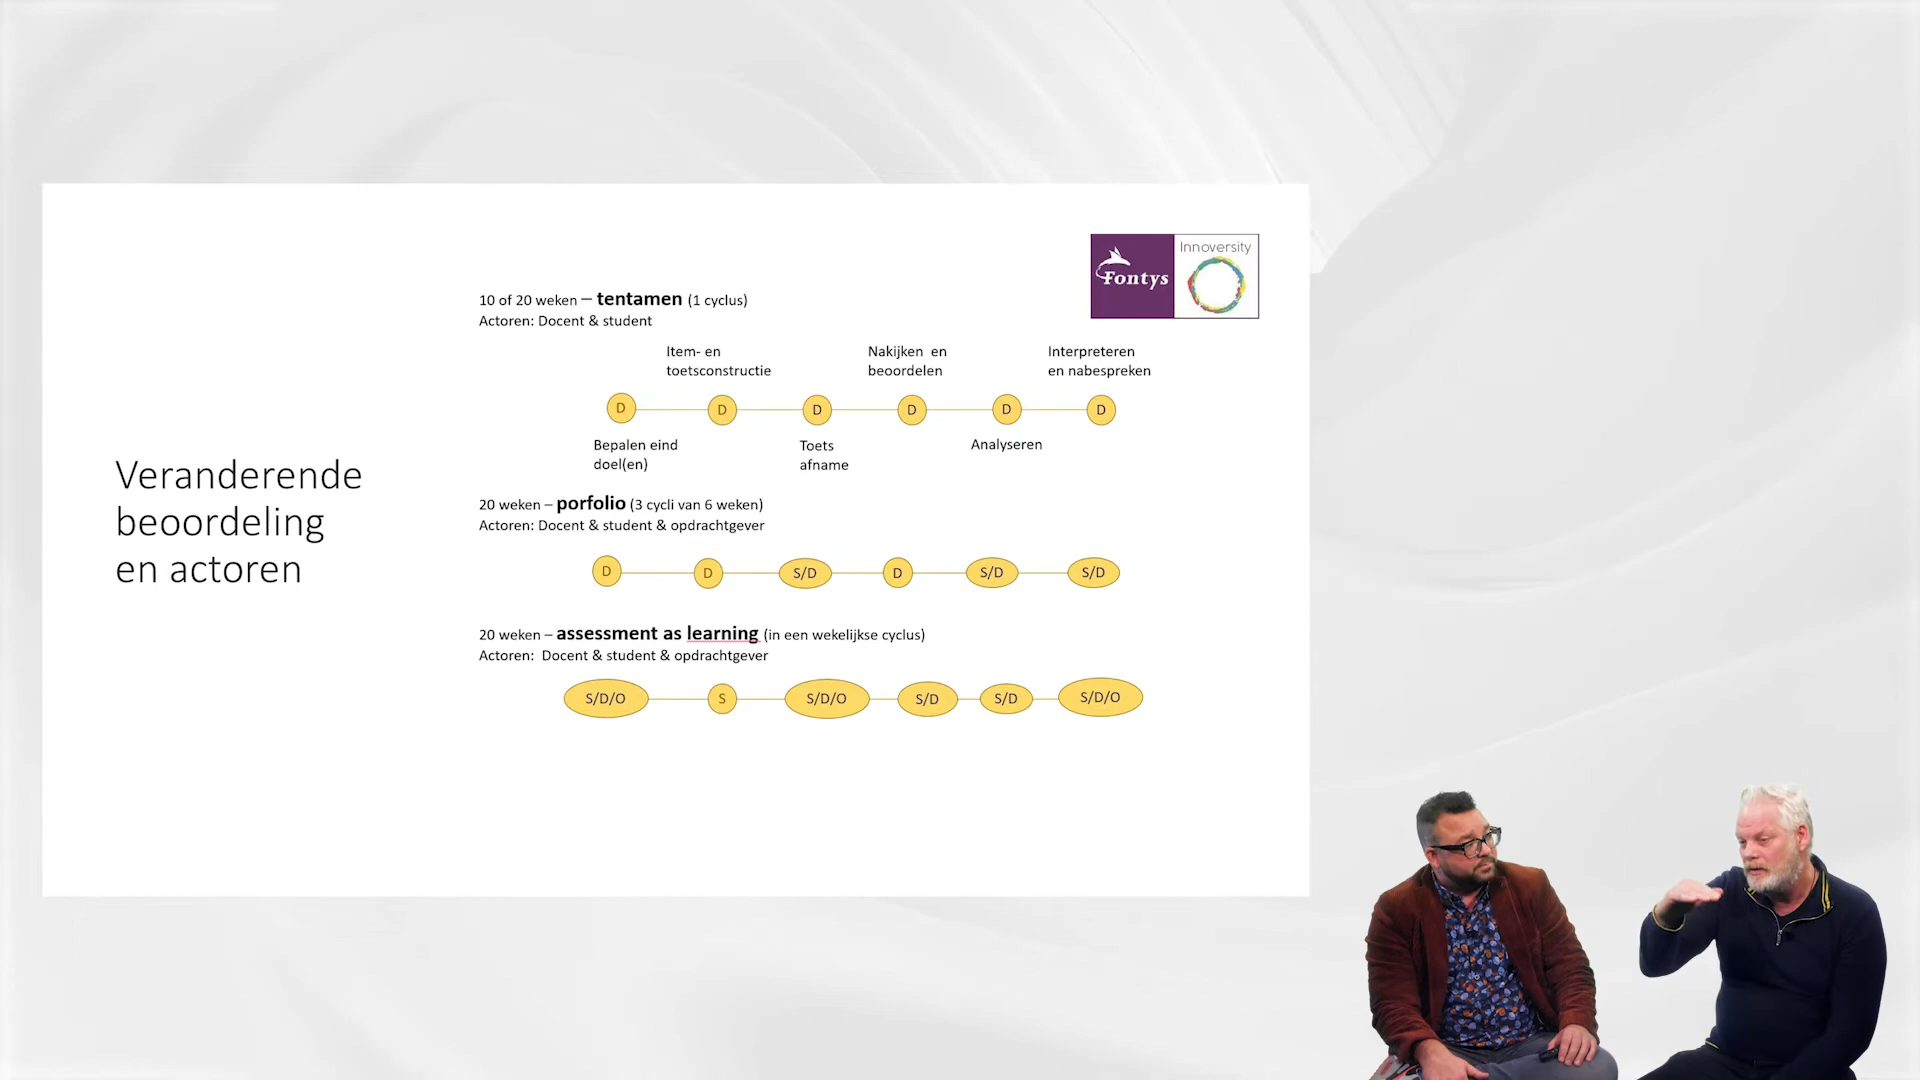 Fontys
Innoversity
Veranderende
beoordeling
en actoren
10 of 20 weken – tentamen (1 cyclus)
Actoren: Docent & student
Item- en
toetsconstructie
Nakijken en
beoordelen
Interpreteren
en nabespreken
D D D D D D
Bepalen eind
doel(en)
Toets
afname
Analyseren
20 weken – porfolio (3 cycli van 6 weken)
Actoren: Docent & student & opdrachtgever
D D S/D D S/D S/D
20 weken – assessment as learning (in een wekelijkse cyclus)
Actoren: Docent & student & opdrachtgever
S/D/O S S/D/O S/D S/D S/D/O